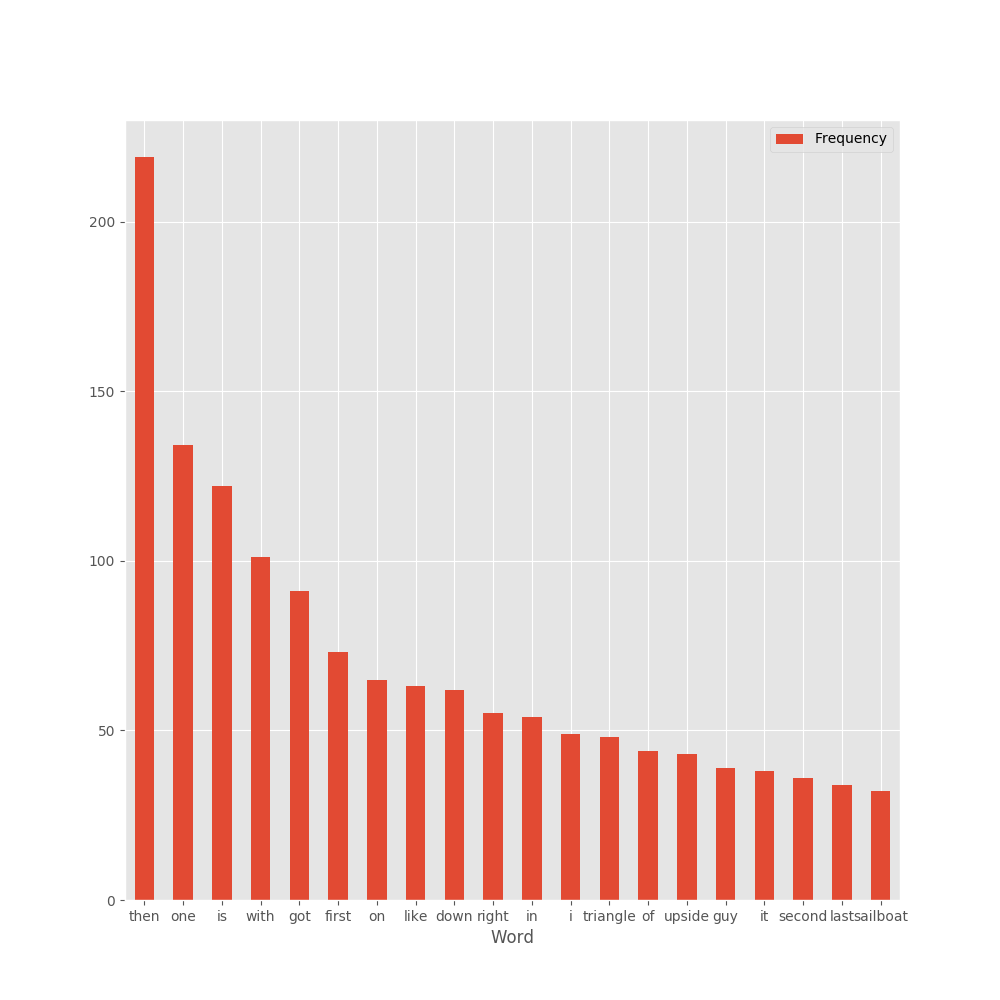 Frequency
200
150
100
50
0
then one is with got first on like down right in i triangle of upside guy it second last sailboat
Word